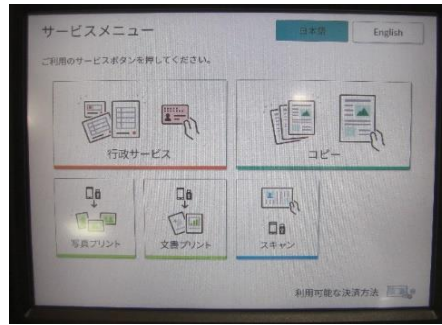 サービスメニュー
日本語
English
ご利用のサービスボタンを押してください。
行政サービス
コピー
写真プリント
文書プリント
スキャン
利用可能な決済方法